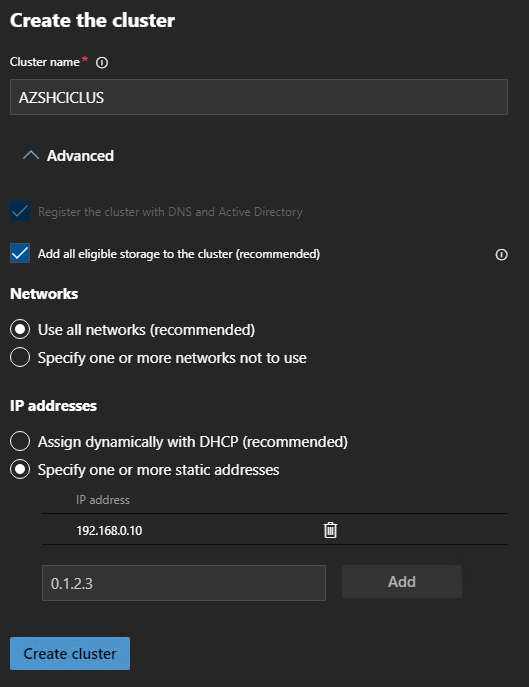 Create the cluster
Cluster name*
AZSHCICLUS
Advanced
Register the cluster with DNS and Active Directory
Add all eligible storage to the cluster (recommended)
Networks
Use all networks (recommended)
Specify one or more networks not to use
IP addresses
Assign dynamically with DHCP (recommended)
Specify one or more static addresses
IP address
192.168.0.10
0.1.2.3 Add
Create cluster